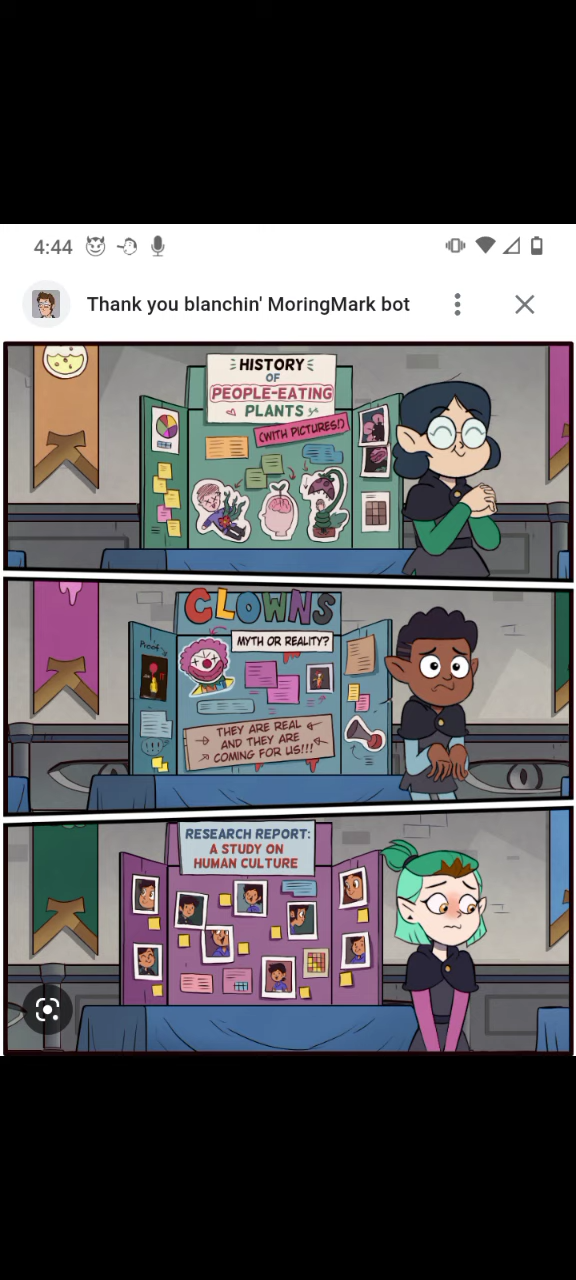 4:44
Thank you blanchin' MoringMark bot
HISTORY
OF
PEOPLE-EATING
PLANTS
(WITH PICTURES!)
CLOWNS
Proof
MYTH OR REALITY?
THEY ARE REAL
AND THEY ARE
COMING FOR US!!!
RESEARCH REPORT:
A STUDY ON
HUMAN CULTURE